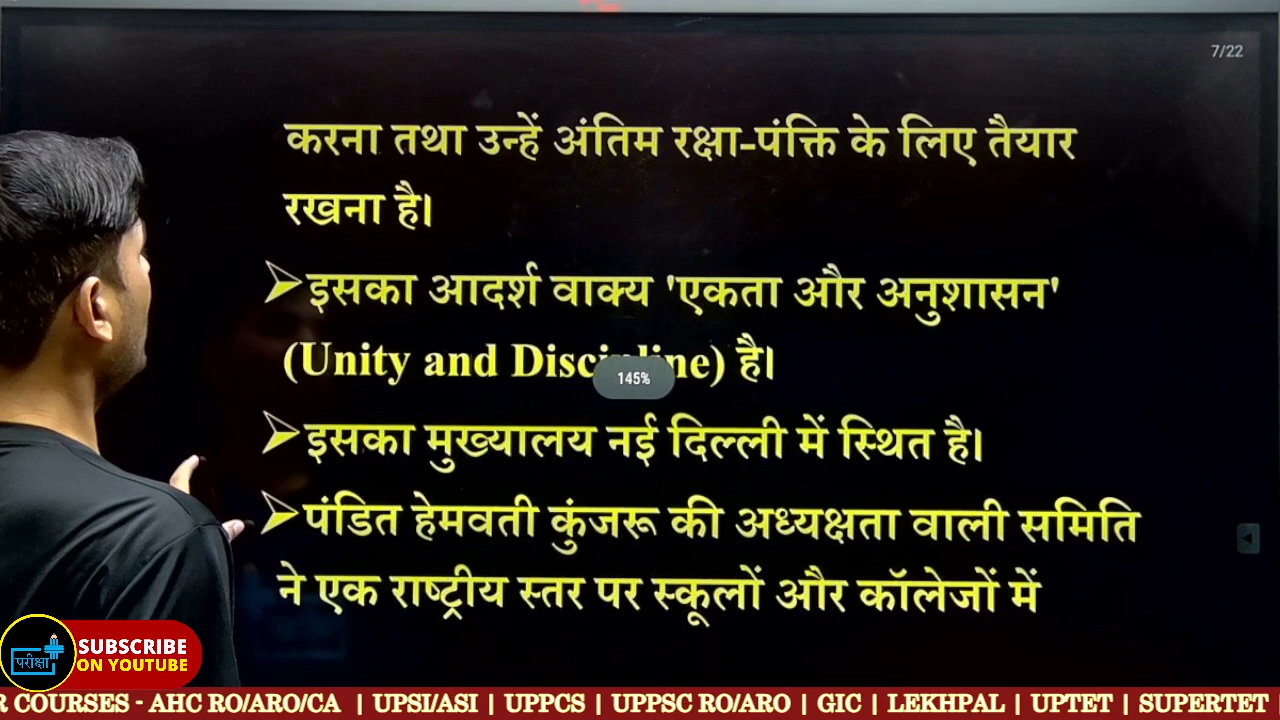 7/22
करना तथा उन्हें अंतिम रक्षा-पंक्ति के लिए तैयार
रखना है।
इसका आदर्श वाक्य 'एकता और अनुशासन'
(Unity and Discipline) है।
145%
इसका मुख्यालय नई दिल्ली में स्थित है।
पंडित हेमवती कुंजरू की अध्यक्षता वाली समिति
ने एक राष्ट्रीय स्तर पर स्कूलों और कॉलेजों में
परीक्षा
SUBSCRIBE
ON YOUTUBE
R COURSES - AHC RO/ARO/CA | UPSI/ASI | UPPCS | UPPSC RO/ARO | GIC | LEKHPAL | UPTET | SUPERTET